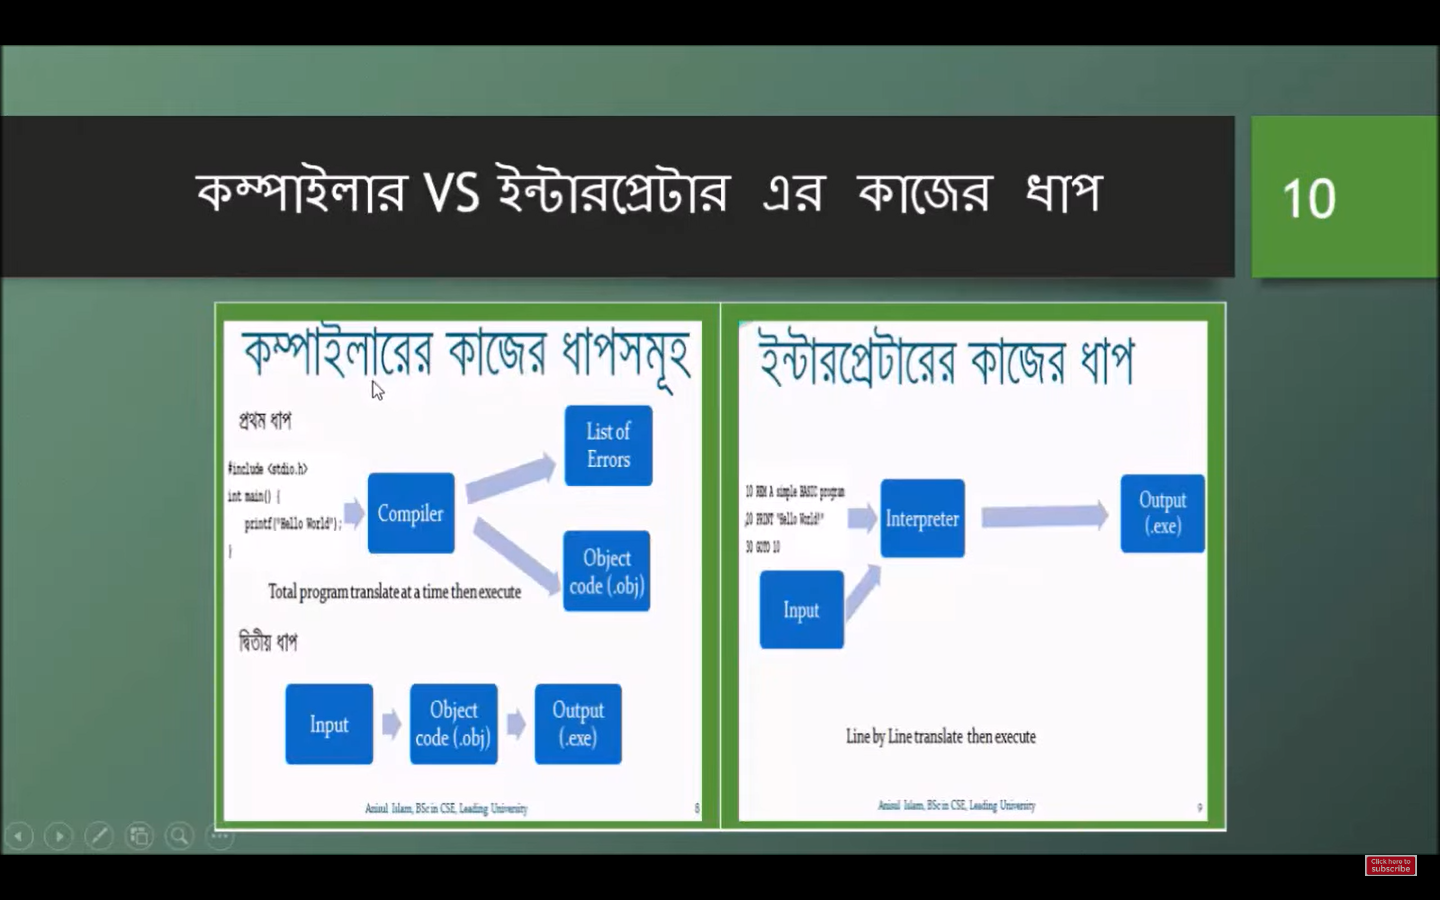 কম্পাইলার VS ইন্টারপ্রেটার এর কাজের ধাপ
10
কম্পাইলারের কাজের ধাপসমূহ
প্রথম ধাপ
#include <stdio.h>
int main() {
printf("Hello World");
}
Compiler
List of
Errors
Object
code (.obj)
Total program translate at a time then execute
দ্বিতীয় ধাপ
Input
Object
code (.obj)
Output
(.exe)
Anisul Islam, BSc in CSE, Leading University
8
ইন্টারপ্রেটারের কাজের ধাপ
10 REM A simple BASIC program
20 PRINT "Hello World!"
30 GOTO 10
Interpreter
Output
(.exe)
Input
Line by Line translate then execute
Anisul Islam, BSc in CSE, Leading University
9
Click here to
subscribe